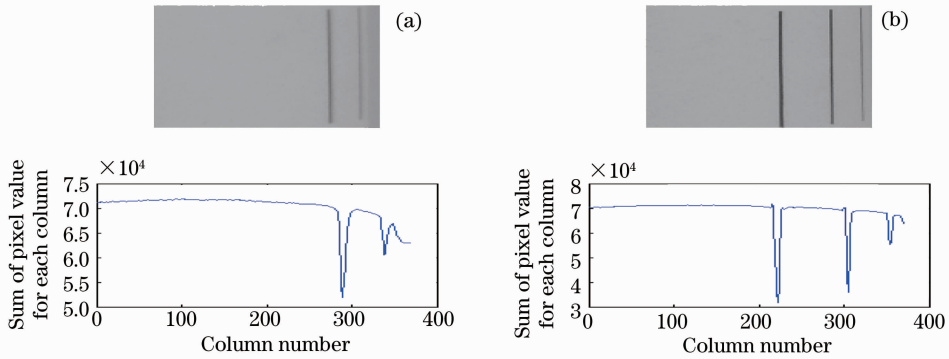 (a)
×10⁴
7.5
7.0
6.5
6.0
5.5
5.0
0 100 200 300 400
Column number
Sum of pixel value
for each column
(b)
×10⁴
8
7
6
5
4
3
0 100 200 300 400
Column number
Sum of pixel value
for each column